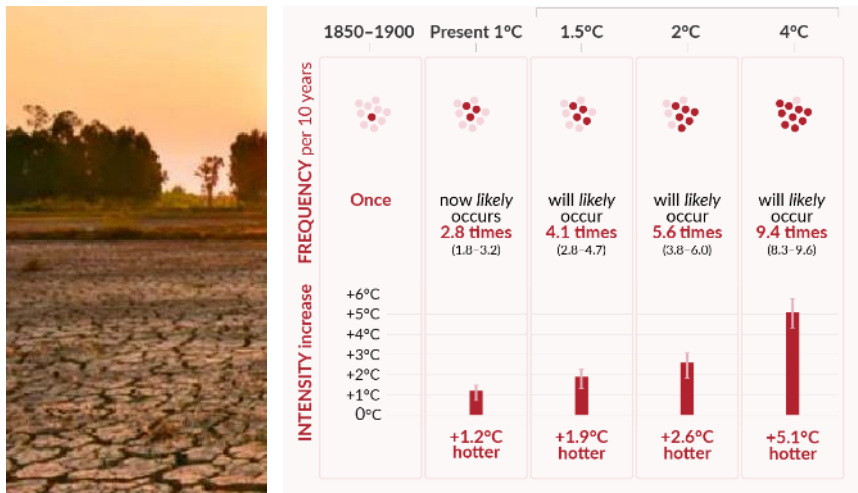 1850–1900 Present 1°C 1.5°C 2°C 4°C
FREQUENCY per 10 years
Once
now likely
occurs
2.8 times
(1.8–3.2)
will likely
occur
4.1 times
(2.8–4.7)
will likely
occur
5.6 times
(3.8–6.0)
will likely
occur
9.4 times
(8.3–9.6)
INTENSITY increase
+6°C
+5°C
+4°C
+3°C
+2°C
+1°C
0°C
+1.2°C
hotter
+1.9°C
hotter
+2.6°C
hotter
+5.1°C
hotter